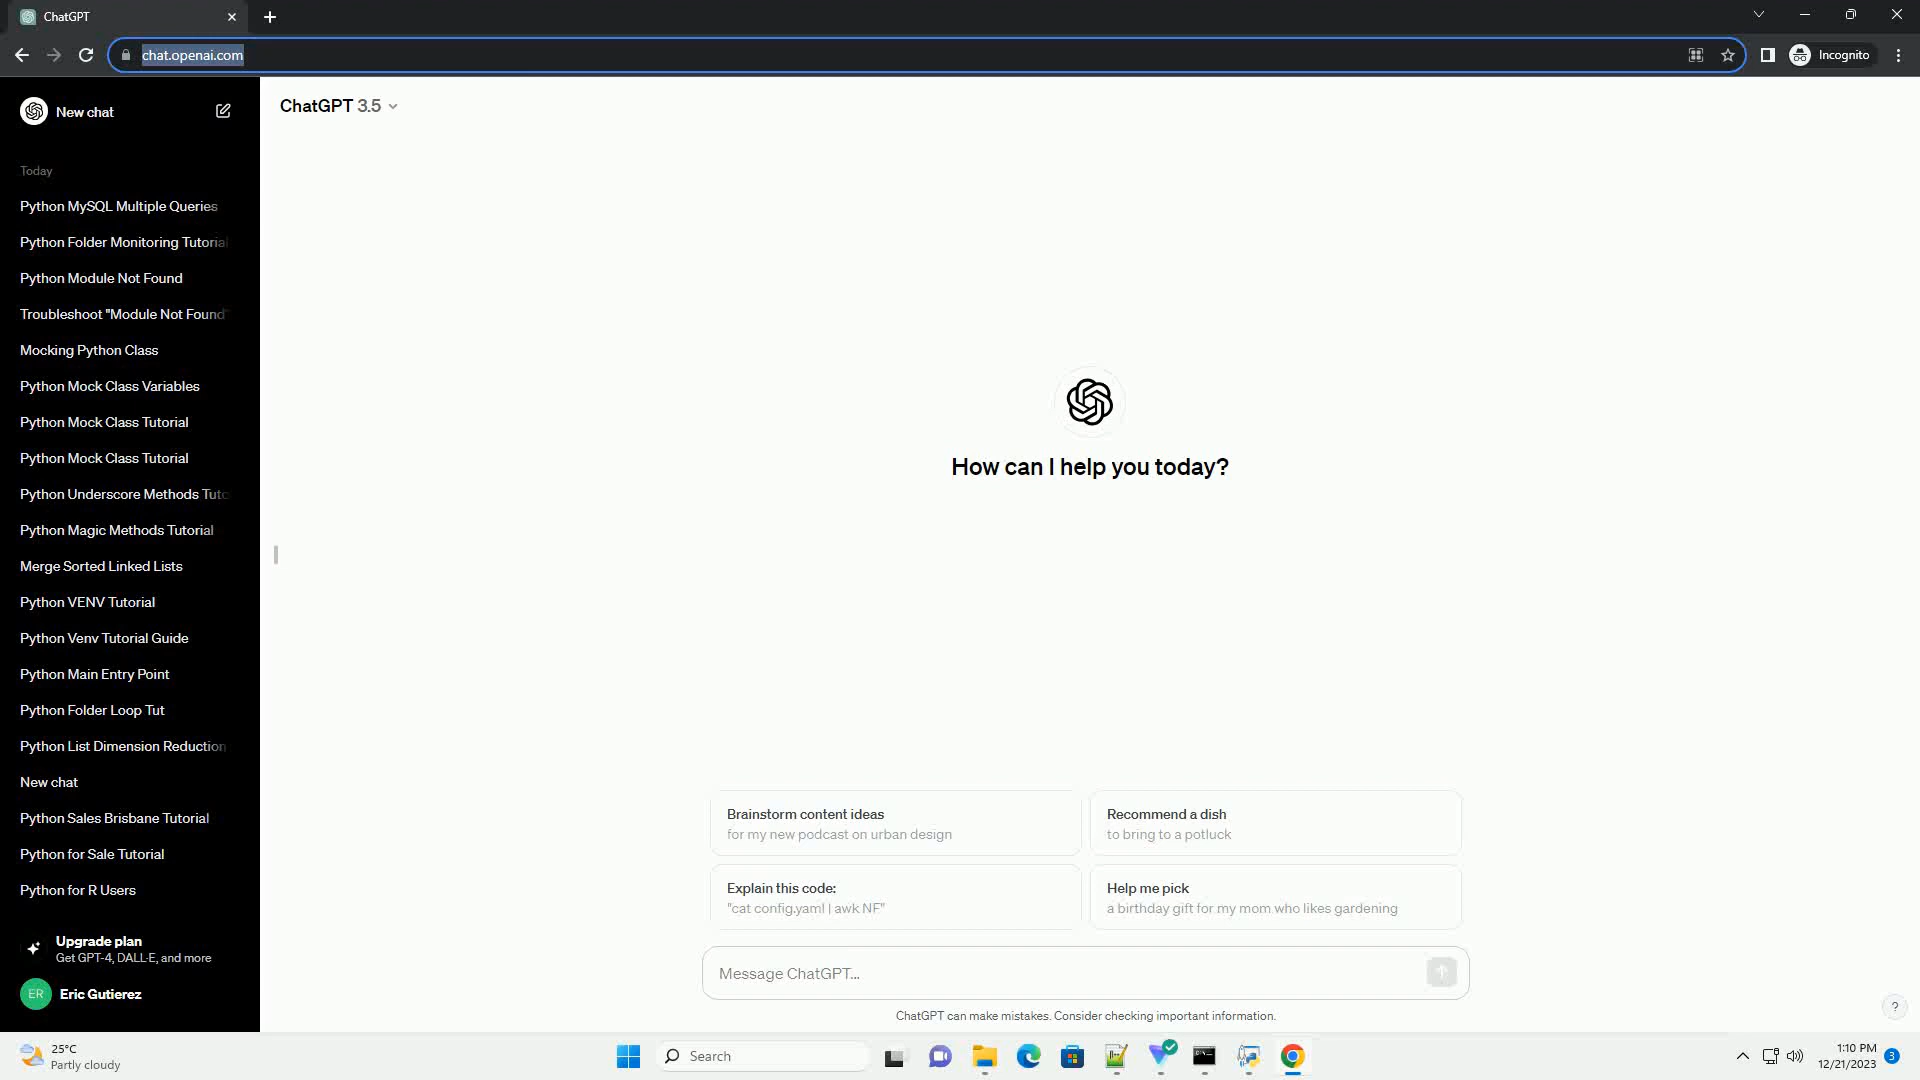 ChatGPT
chat.openai.com
Incognito
New chat
ChatGPT 3.5
Today
Python MySQL Multiple Queries
Python Folder Monitoring Tutorial
Python Module Not Found
Troubleshoot "Module Not Found"
Mocking Python Class
Python Mock Class Variables
Python Mock Class Tutorial
Python Mock Class Tutorial
Python Underscore Methods Tuto
Python Magic Methods Tutorial
Merge Sorted Linked Lists
Python VENV Tutorial
Python Venv Tutorial Guide
Python Main Entry Point
Python Folder Loop Tut
Python List Dimension Reduction
New chat
Python Sales Brisbane Tutorial
Python for Sale Tutorial
Python for R Users
Upgrade plan
Get GPT-4, DALL·E, and more
ER
Eric Gutierez
How can I help you today?
Brainstorm content ideas
for my new podcast on urban design
Recommend a dish
to bring to a potluck
Explain this code:
"cat config.yaml | awk NF"
Help me pick
a birthday gift for my mom who likes gardening
Message ChatGPT...
ChatGPT can make mistakes. Consider checking important information.
?
25°C
Partly cloudy
Search
1:10 PM
12/21/2023
3